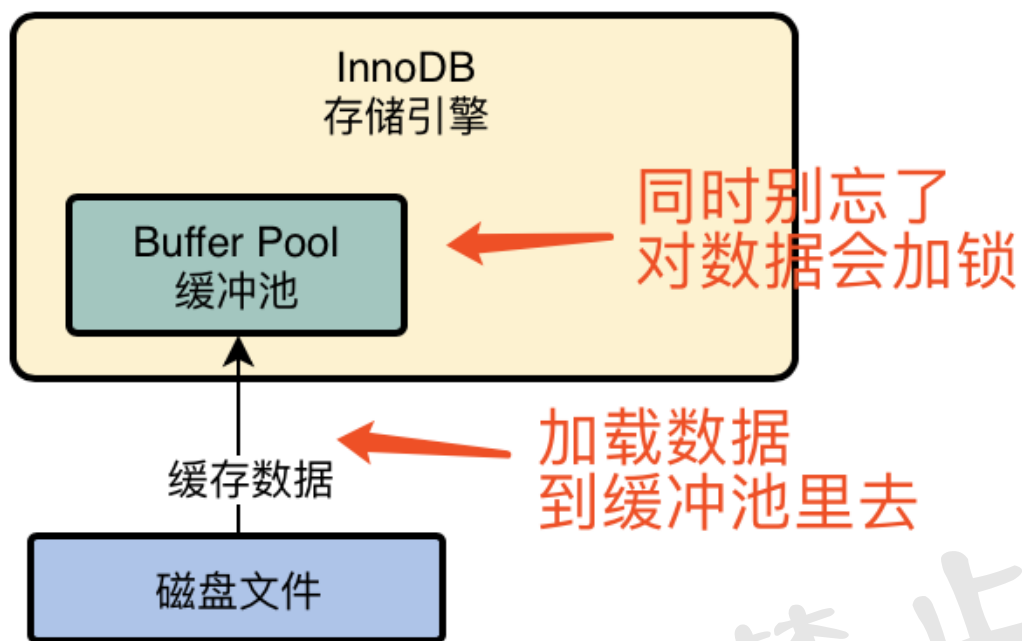 InnoDB
存储引擎
同时别忘了
对数据会加锁
Buffer Pool
缓冲池
加载数据
到缓冲池里去
缓存数据
磁盘文件
禁止